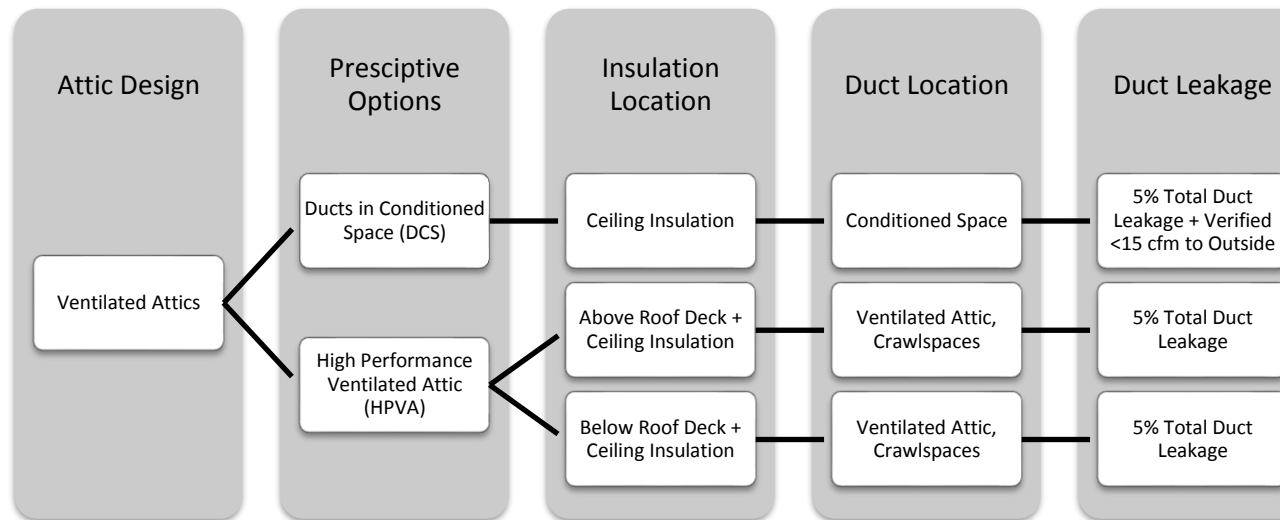 Attic Design
Presciptive
Options
Insulation
Location
Duct Location
Duct Leakage
Ventilated Attics
Ducts in Conditioned
Space (DCS)
Ceiling Insulation
Conditioned Space
5% Total Duct
Leakage + Verified
<15 cfm to Outside
High Performance
Ventilated Attic
(HPVA)
Above Roof Deck +
Ceiling Insulation
Ventilated Attic,
Crawlspaces
5% Total Duct
Leakage
Below Roof Deck +
Ceiling Insulation
Ventilated Attic,
Crawlspaces
5% Total Duct
Leakage